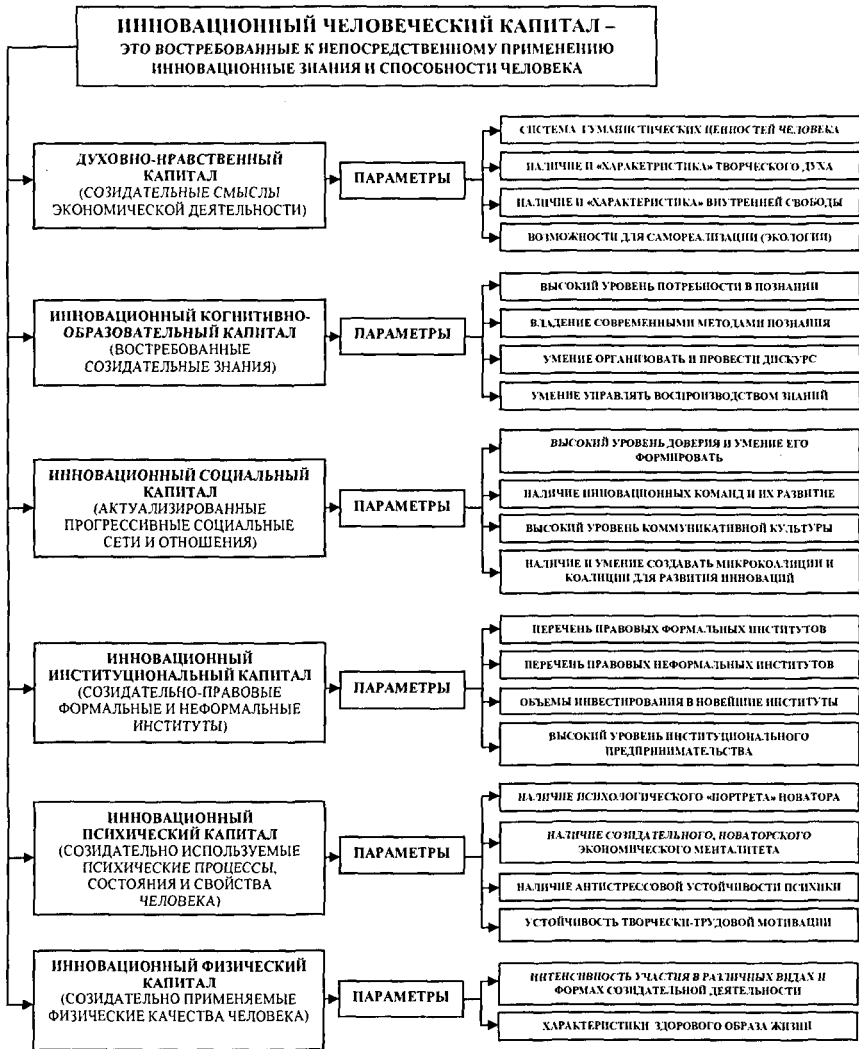 ИННОВАЦИОННЫЙ ЧЕЛОВЕЧЕСКИЙ КАПИТАЛ –
ЭТО ВОСТРЕБОВАННЫЕ К НЕПОСРЕДСТВЕННОМУ ПРИМЕНЕНИЮ
ИННОВАЦИОННЫЕ ЗНАНИЯ И СПОСОБНОСТИ ЧЕЛОВЕКА
ДУХОВНО-НРАВСТВЕННЫЙ
КАПИТАЛ
(СОЗИДАТЕЛЬНЫЕ СМЫСЛЫ
ЭКОНОМИЧЕСКОЙ ДЕЯТЕЛЬНОСТИ)
ПАРАМЕТРЫ
СИСТЕМА ГУМАНИСТИЧЕСКИХ ЦЕННОСТЕЙ ЧЕЛОВЕКА
НАЛИЧИЕ И «ХАРАКЕТРИСТИКА» ТВОРЧЕСКОГО ДУХА
НАЛИЧИЕ И «ХАРАКТЕРИСТИКА» ВНУТРЕННЕЙ СВОБОДЫ
ВОЗМОЖНОСТИ ДЛЯ САМОРЕАЛИЗАЦИИ (ЭКОЛОГИИ)
ИННОВАЦИОННЫЙ КОГНИТИВНО-
ОБРАЗОВАТЕЛЬНЫЙ КАПИТАЛ
(ВОСТРЕБОВАННЫЕ
СОЗИДАТЕЛЬНЫЕ ЗНАНИЯ)
ПАРАМЕТРЫ
ВЫСОКИЙ УРОВЕНЬ ПОТРЕБНОСТИ В ПОЗНАНИИ
ВЛАДЕНИЕ СОВРЕМЕННЫМИ МЕТОДАМИ ПОЗНАНИЯ
УМЕНИЕ ОРГАНИЗОВАТЬ И ПРОВЕСТИ ДИСКУРС
УМЕНИЕ УПРАВЛЯТЬ ВОСПРОИЗВОДСТВОМ ЗНАНИЙ
ИННОВАЦИОННЫЙ СОЦИАЛЬНЫЙ
КАПИТАЛ
(АКТУАЛИЗИРОВАННЫЕ
ПРОГРЕССИВНЫЕ СОЦИАЛЬНЫЕ
СЕТИ И ОТНОШЕНИЯ)
ПАРАМЕТРЫ
ВЫСОКИЙ УРОВЕНЬ ДОВЕРИЯ И УМЕНИЕ ЕГО
ФОРМИРОВАТЬ
НАЛИЧИЕ ИННОВАЦИОННЫХ КОМАНД И ИХ РАЗВИТИЕ
ВЫСОКИЙ УРОВЕНЬ КОММУНИКАТИВНОЙ КУЛЬТУРЫ
НАЛИЧИЕ И УМЕНИЕ СОЗДАВАТЬ МИКРОКОАЛИЦИИ И
КОАЛИЦИИ ДЛЯ РАЗВИТИЯ ИННОВАЦИЙ
ИННОВАЦИОННЫЙ
ИНСТИТУЦИОНАЛЬНЫЙ КАПИТАЛ
(СОЗИДАТЕЛЬНО-ПРАВОВЫЕ
ФОРМАЛЬНЫЕ И НЕФОРМАЛЬНЫЕ
ИНСТИТУТЫ)
ПАРАМЕТРЫ
ПЕРЕЧЕНЬ ПРАВОВЫХ ФОРМАЛЬНЫХ ИНСТИТУТОВ
ПЕРЕЧЕНЬ ПРАВОВЫХ НЕФОРМАЛЬНЫХ ИНСТИТУТОВ
ОБЪЕМЫ ИНВЕСТИРОВАНИЯ В НОВЕЙШИЕ ИНСТИТУТЫ
ВЫСОКИЙ УРОВЕНЬ ИНСТИТУЦИОНАЛЬНОГО
ПРЕДПРИНИМАТЕЛЬСТВА
ИННОВАЦИОННЫЙ
ПСИХИЧЕСКИЙ КАПИТАЛ
(СОЗИДАТЕЛЬНО ИСПОЛЬЗУЕМЫЕ
ПСИХИЧЕСКИЕ ПРОЦЕССЫ,
СОСТОЯНИЯ И СВОЙСТВА
ЧЕЛОВЕКА)
ПАРАМЕТРЫ
НАЛИЧИЕ ПСИХОЛОГИЧЕСКОГО «ПОРТРЕТА» НОВАТОРА
НАЛИЧИЕ СОЗИДАТЕЛЬНОГО, НОВАТОРСКОГО
ЭКОНОМИЧЕСКОГО МЕНТАЛИТЕТА
НАЛИЧИЕ АНТИСТРЕССОВОЙ УСТОЙЧИВОСТИ ПСИХИКИ
УСТОЙЧИВОСТЬ ТВОРЧЕСКИ-ТРУДОВОЙ МОТИВАЦИИ
ИННОВАЦИОННЫЙ ФИЗИЧЕСКИЙ
КАПИТАЛ
(СОЗИДАТЕЛЬНО ПРИМЕНЯЕМЫЕ
ФИЗИЧЕСКИЕ КАЧЕСТВА ЧЕЛОВЕКА)
ПАРАМЕТРЫ
ИНТЕНСИВНОСТЬ УЧАСТИЯ В РАЗЛИЧНЫХ ВИДАХ И
ФОРМАХ СОЗИДАТЕЛЬНОЙ ДЕЯТЕЛЬНОСТИ
ХАРАКТЕРИСТИКИ ЗДОРОВОГО ОБРАЗА ЖИЗНИ